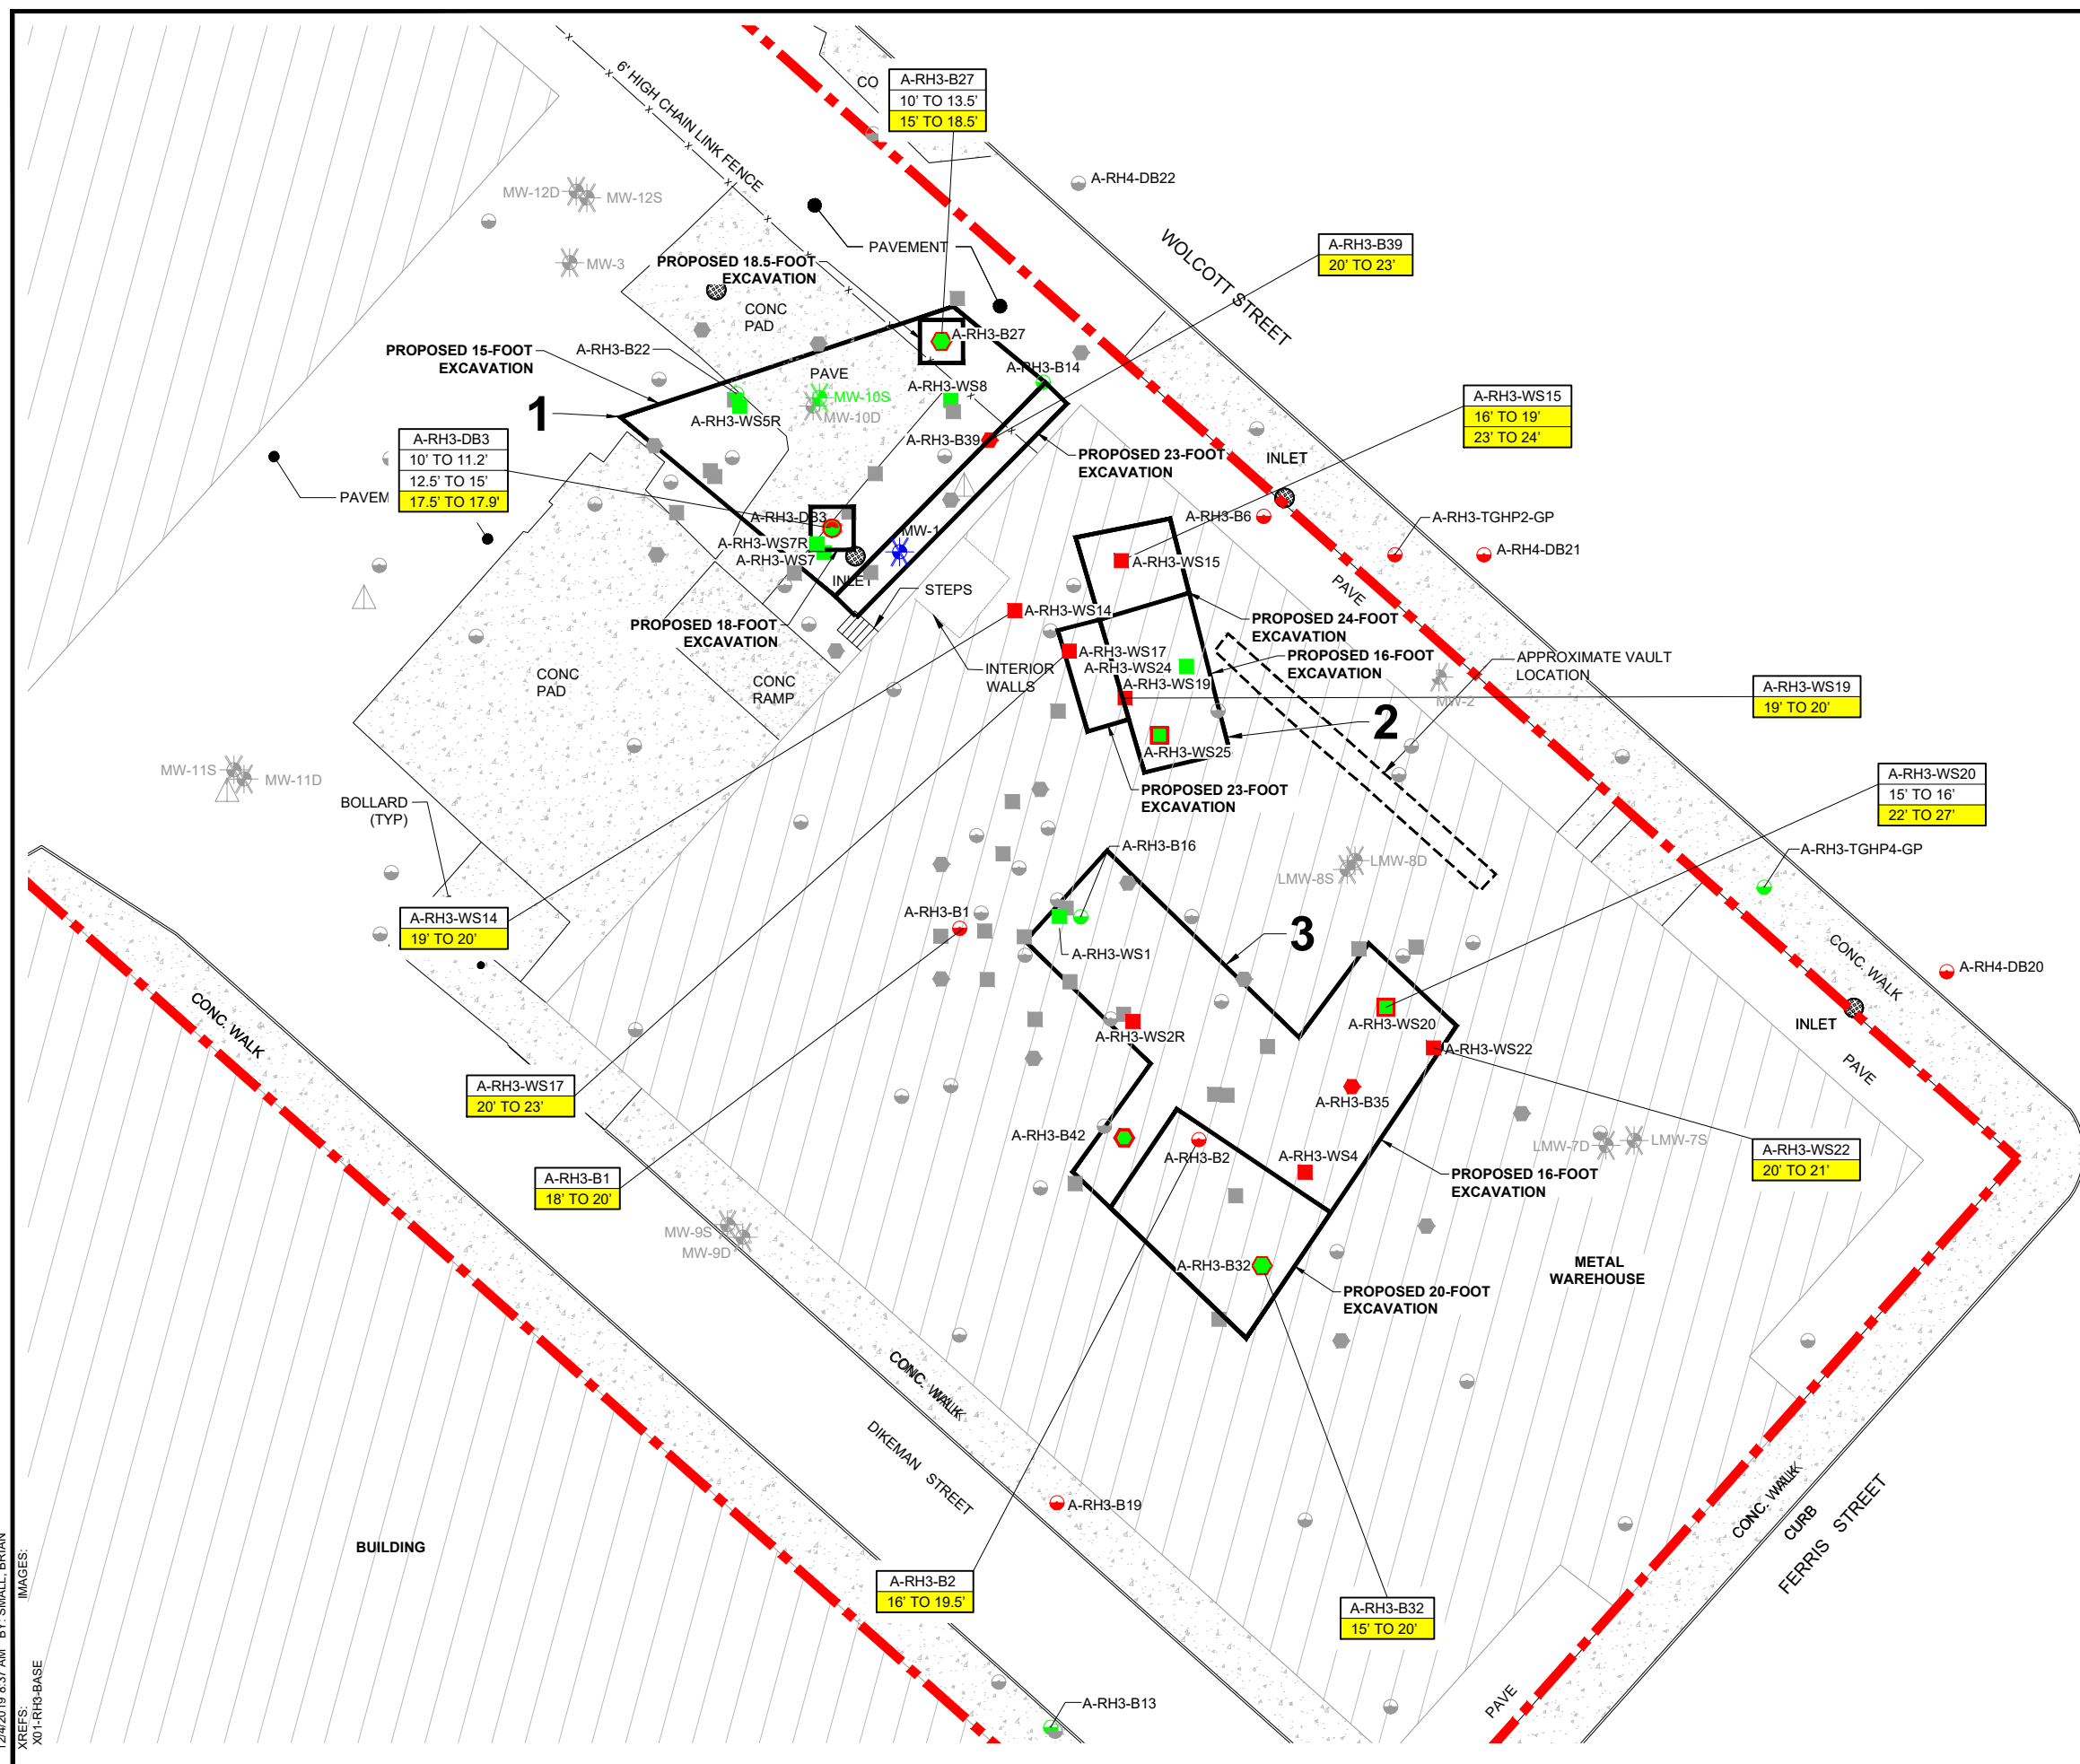 CO
A-RH3-B27
10' TO 13.5'
15' TO 18.5'
6' HIGH CHAIN LINK FENCE
A-RH4-DB22
MW-12D
MW-12S
MW-3
PAVEMENT
WOLCOTT STREET
A-RH3-B39
20' TO 23'
PROPOSED 18.5-FOOT
EXCAVATION
CONC
PAD
A-RH3-B27
PROPOSED 15-FOOT
EXCAVATION
A-RH3-B22
PAVE
A-RH3-B14
A-RH3-WS8
MW-10S
MW-10D
A-RH3-WS5R
1
A-RH3-WS15
16' TO 19'
23' TO 24'
A-RH3-DB3
10' TO 11.2'
12.5' TO 15'
17.5' TO 17.9'
A-RH3-B39
PROPOSED 23-FOOT
EXCAVATION
INLET
PAVEM
A-RH3-DB3
A-RH3-WS7R
A-RH3-WS7
MW-1
INLET
A-RH3-B6
A-RH3-TGHP2-GP
A-RH4-DB21
A-RH3-WS15
PAVE
STEPS
A-RH3-WS14
PROPOSED 18-FOOT
EXCAVATION
PROPOSED 24-FOOT
EXCAVATION
A-RH3-WS17
A-RH3-WS24
A-RH3-WS19
PROPOSED 16-FOOT
EXCAVATION
APPROXIMATE VAULT
LOCATION
INTERIOR
WALLS
CONC
PAD
CONC
RAMP
MW-2
A-RH3-WS19
19' TO 20'
2
A-RH3-WS25
MW-11S
MW-11D
PROPOSED 23-FOOT
EXCAVATION
BOLLARD
(TYP)
A-RH3-WS20
15' TO 16'
22' TO 27'
A-RH3-B16
LMW-8D
LMW-8S
A-RH3-TGHP4-GP
A-RH3-WS14
19' TO 20'
A-RH3-B1
3
A-RH3-WS1
CONC. WALK
A-RH4-DB20
CONC. WALK
A-RH3-WS20
INLET
A-RH3-WS2R
A-RH3-WS22
PAVE
A-RH3-WS17
20' TO 23'
A-RH3-B35
A-RH3-B42
A-RH3-B2
A-RH3-WS4
LMW-7D
LMW-7S
A-RH3-WS22
20' TO 21'
A-RH3-B1
18' TO 20'
PROPOSED 16-FOOT
EXCAVATION
MW-9S
MW-9D
A-RH3-B32
METAL
WAREHOUSE
PROPOSED 20-FOOT
EXCAVATION
CONC. WALK
DIKEMAN STREET
A-RH3-B19
CONC. WALK
CURB
FERRIS STREET
BUILDING
A-RH3-B2
16' TO 19.5'
A-RH3-B32
15' TO 20'
PAVE
A-RH3-B13
12/4/2019 8:37 AM BY: SMALL, BRIAN
XREFS:
IMAGES:
X01-RH3-BASE